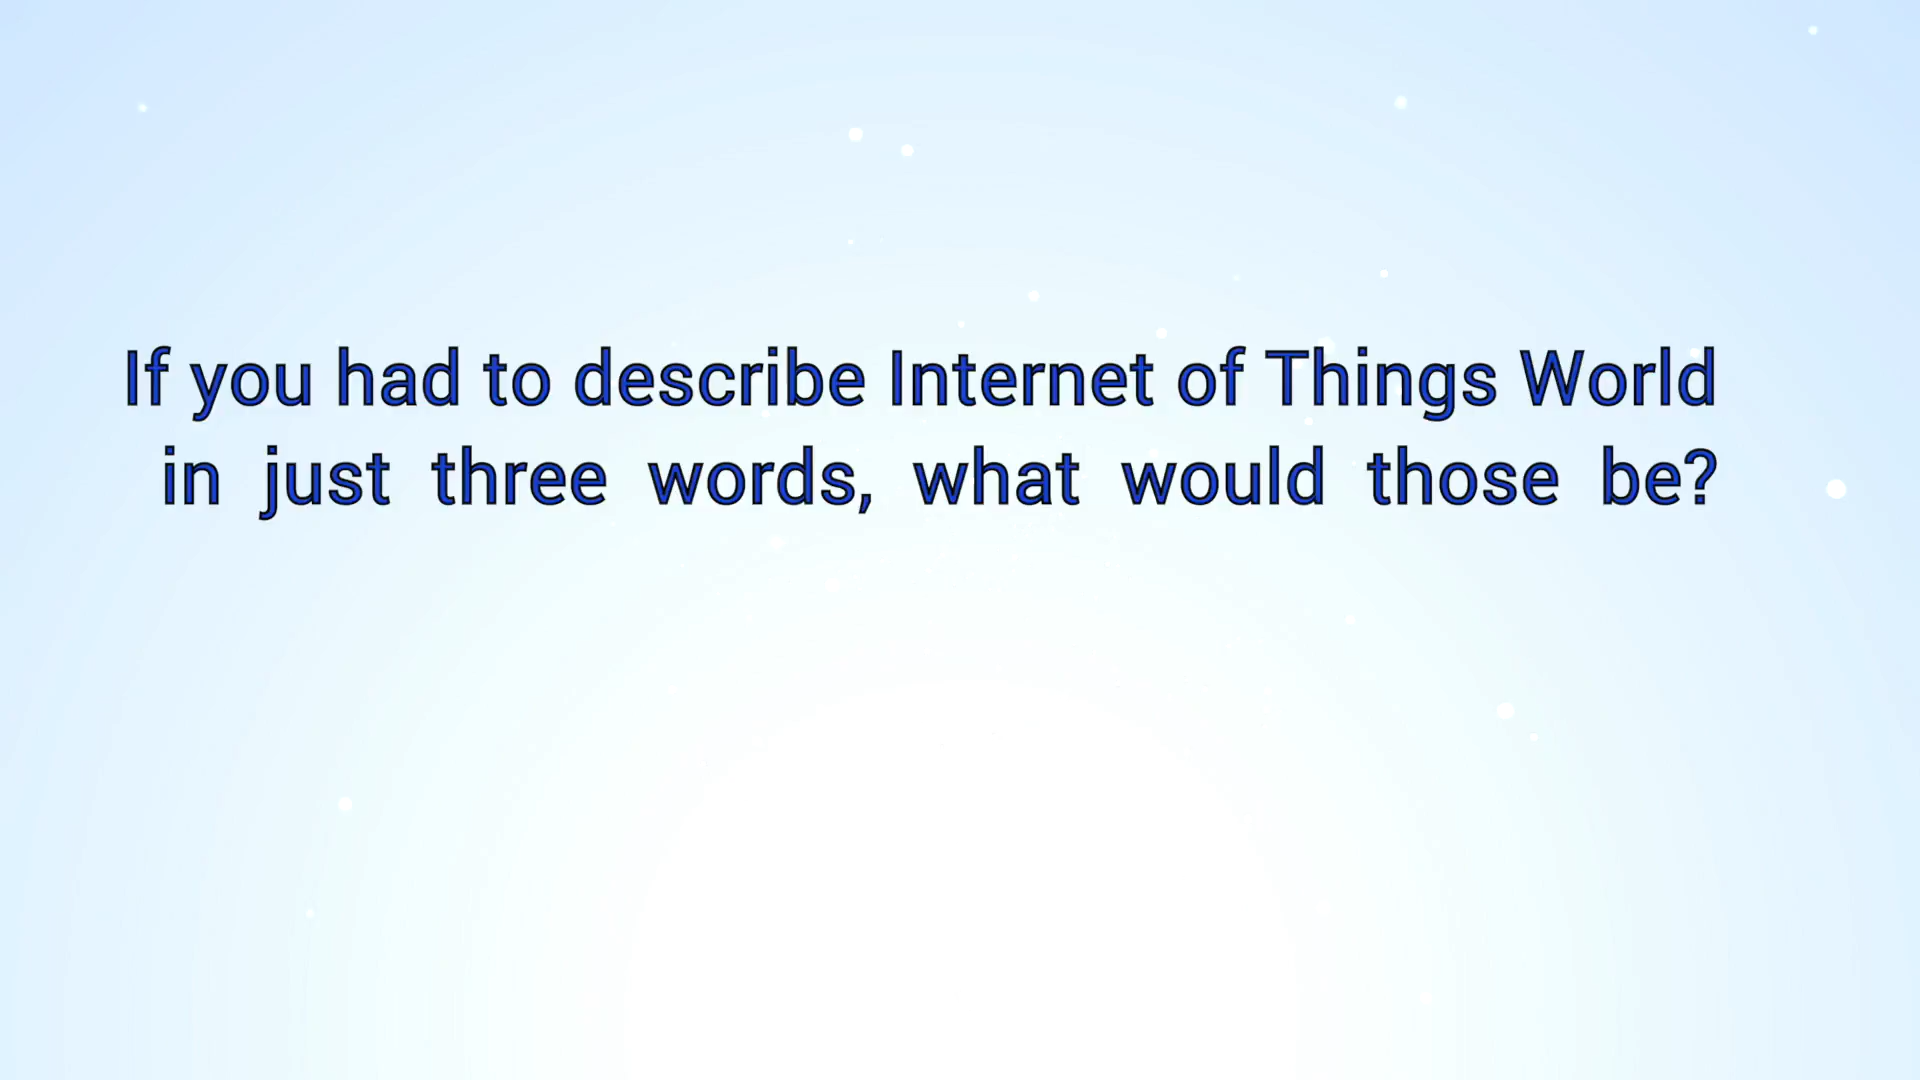 If you had to describe Internet of Things World
in just three words, what would those be?